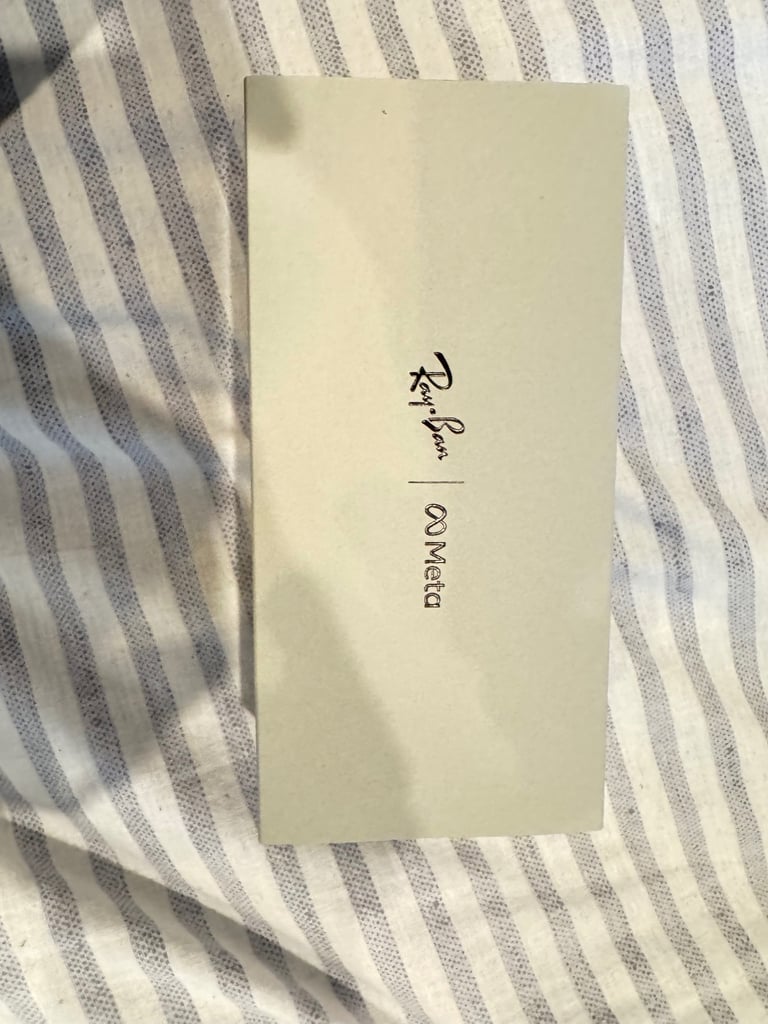 Ray-Ban | ∞ Meta